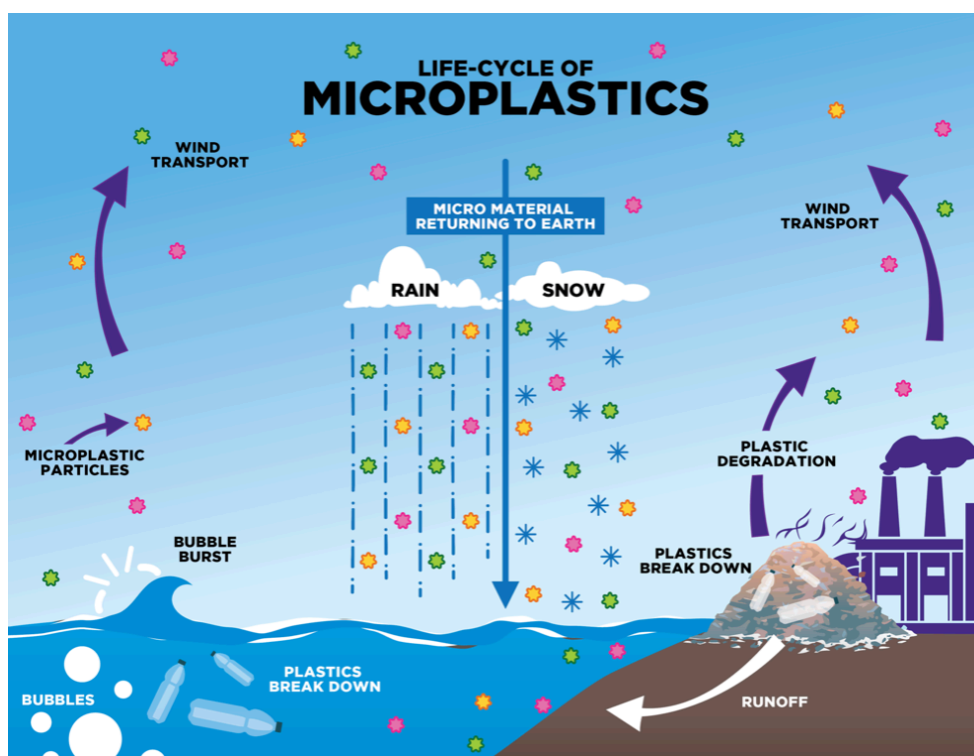 LIFE-CYCLE OF
MICROPLASTICS
WIND
TRANSPORT
MICRO MATERIAL
RETURNING TO EARTH
WIND
TRANSPORT
RAIN
SNOW
MICROPLASTIC
PARTICLES
PLASTIC
DEGRADATION
BUBBLE
BURST
PLASTICS
BREAK DOWN
PLASTICS
BREAK DOWN
BUBBLES
RUNOFF